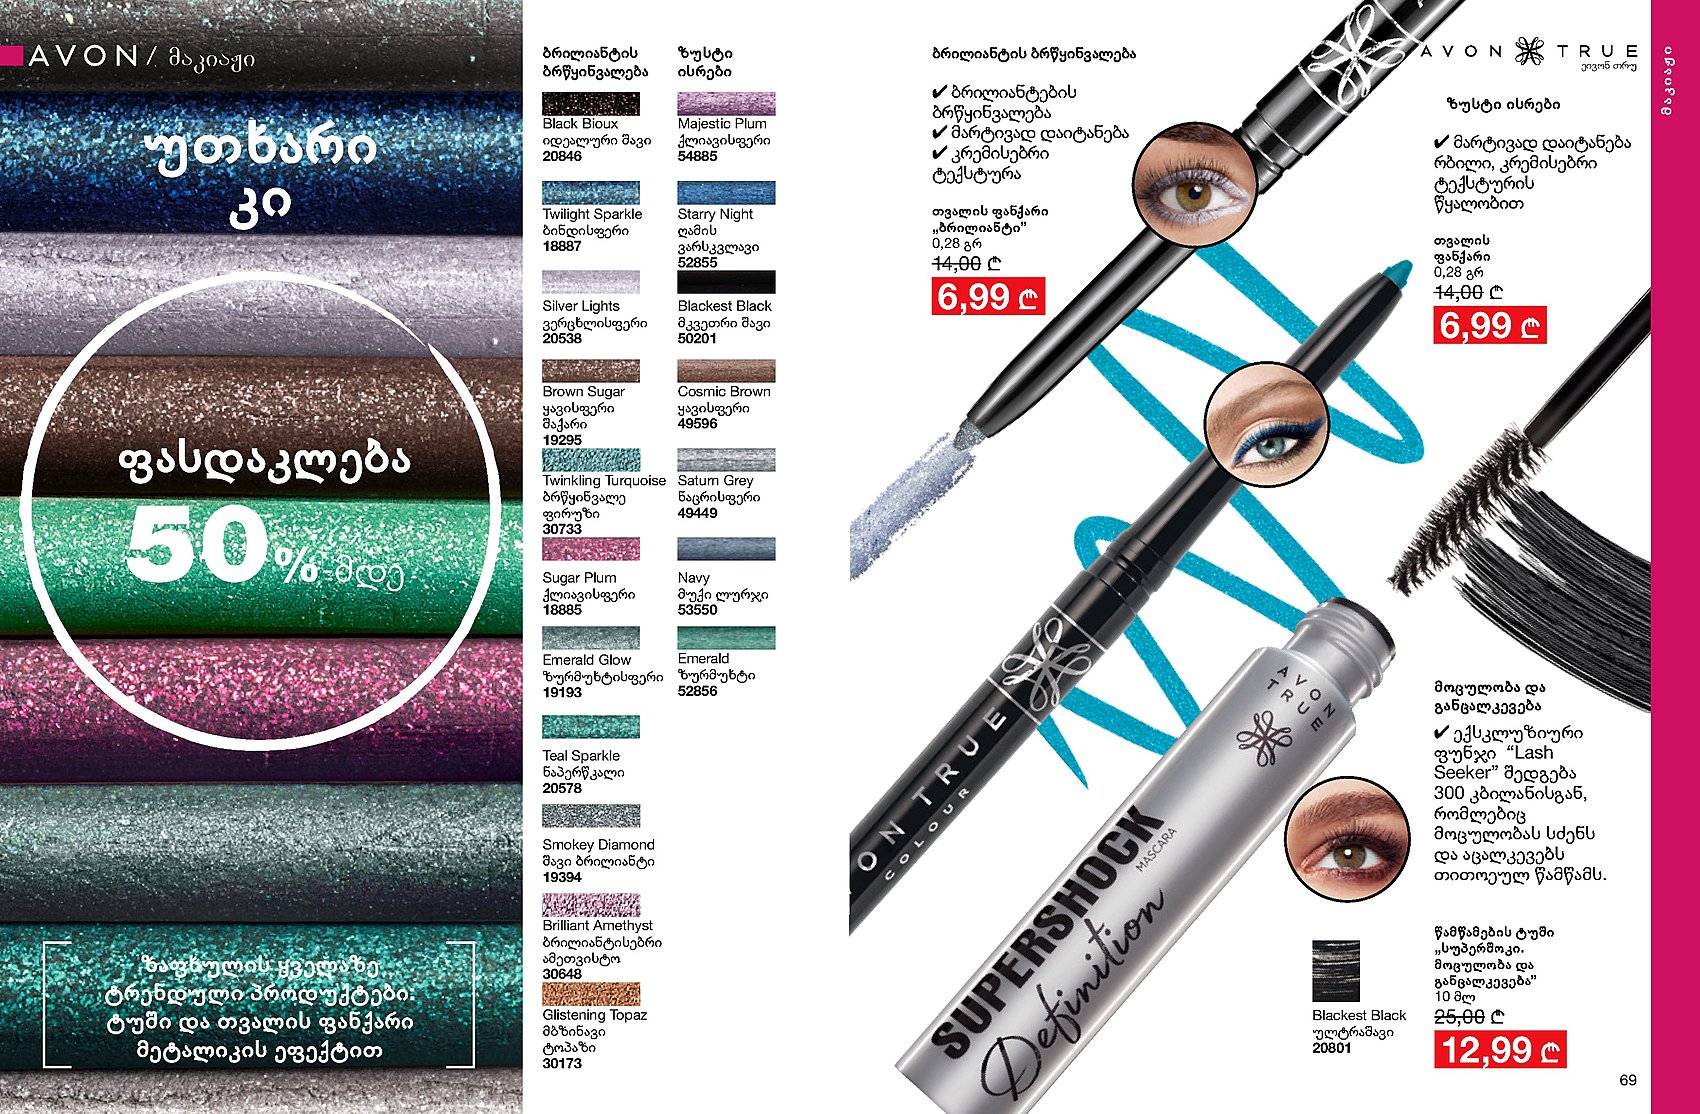 AVON / მაკიაჟი
უთხარი
კი
ფასდაკლება
50%-მდე
ზაფხულის ყველაზე
ტრენდული პროდუქტები:
ტუში და თვალის ფანქარი
მეტალიკის ეფექტით
ბრილიანტის
ბრწყინვალება
Black Bioux
იდეალური შავი
20846
Twilight Sparkle
ბინდისფერი
18887
Silver Lights
ვერცხლისფერი
20538
Brown Sugar
ყავისფერი
შაქარი
19295
Twinkling Turquoise
ბრწყინვალე
ფირუზი
30733
Sugar Plum
ქლიავისფერი
18885
Emerald Glow
ზურმუხტისფერი
19193
Teal Sparkle
ნაპერწკალი
20578
Smokey Diamond
შავი ბრილიანტი
19394
Brilliant Amethyst
ბრილიანტისებრი
ამეთვისტო
30648
Glistening Topaz
მბზინავი
ტოპაზი
30173
ზუსტი
ისრები
Majestic Plum
ქლიავისფერი
54885
Starry Night
ღამის
ვარსკვლავი
52855
Blackest Black
მკვეთრი შავი
50201
Cosmic Brown
ყავისფერი
49596
Saturn Grey
ნაცრისფერი
49449
Navy
მუქი ლურჯი
53550
Emerald
ზურმუხტი
52856
ბრილიანტის ბრწყინვალება
✔ ბრილიანტების
ბრწყინვალება
✔ მარტივად დაიტანება
✔ კრემისებრი
ტექსტურა
თვალის ფანქარი
„ბრილიანტი”
0,28 გრ
14,00 ₾
6,99 ₾
AVON TRUE
ეივონ თრუ
მაკიაჟი
ზუსტი ისრები
✔ მარტივად დაიტანება
რბილი, კრემისებრი
ტექსტურის
წყალობით
თვალის
ფანქარი
0,28 გრ
14,00 ₾
6,99 ₾
ON TRUE
COLOUR
AVON
TRUE
SUPERSHOCK
MASCARA
Definition
მოცულობა და
განცალკევება
✔ ექსკლუზიური
ფუნჯი “Lash
Seeker” შედგება
300 კბილანისგან,
რომლებიც
მოცულობას სძენს
და აცალკევებს
თითოეულ წამწამს.
Blackest Black
ულტრაშავი
20801
წამწამების ტუში
„სუპერშოკი.
მოცულობა და
განცალკევება”
10 მლ
25,00 ₾
12,99 ₾
69